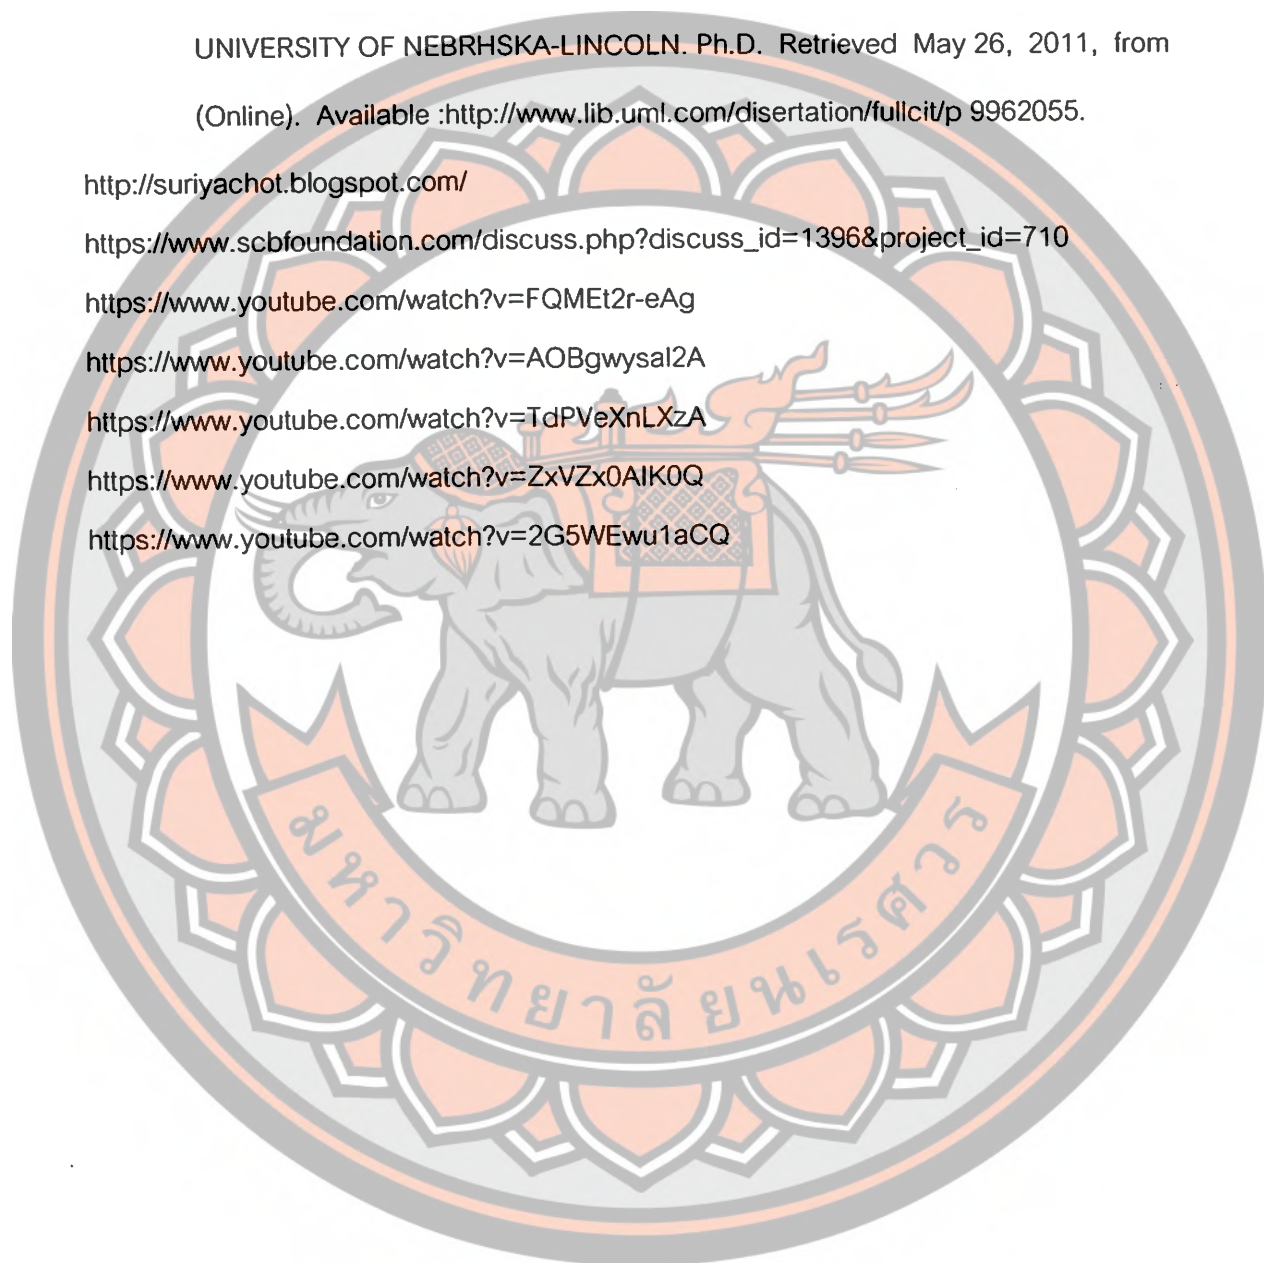 UNIVERSITY OF NEBRHSKA-LINCOLN. Ph.D. Retrieved May 26, 2011, from
(Online). Available :http://www.lib.uml.com/disertation/fullcit/p 9962055.
http://suriyachot.blogspot.com/
https://www.scbfoundation.com/discuss.php?discuss_id=1396&project_id=710
https://www.youtube.com/watch?v=FQMEt2r-eAg
https://www.youtube.com/watch?v=AOBgwysaI2A
https://www.youtube.com/watch?v=TdPVeXnLXzA
https://www.youtube.com/watch?v=ZxVZx0AIK0Q
https://www.youtube.com/watch?v=2G5WEwu1aCQ
มหาวิทยาลัยนเรศวร